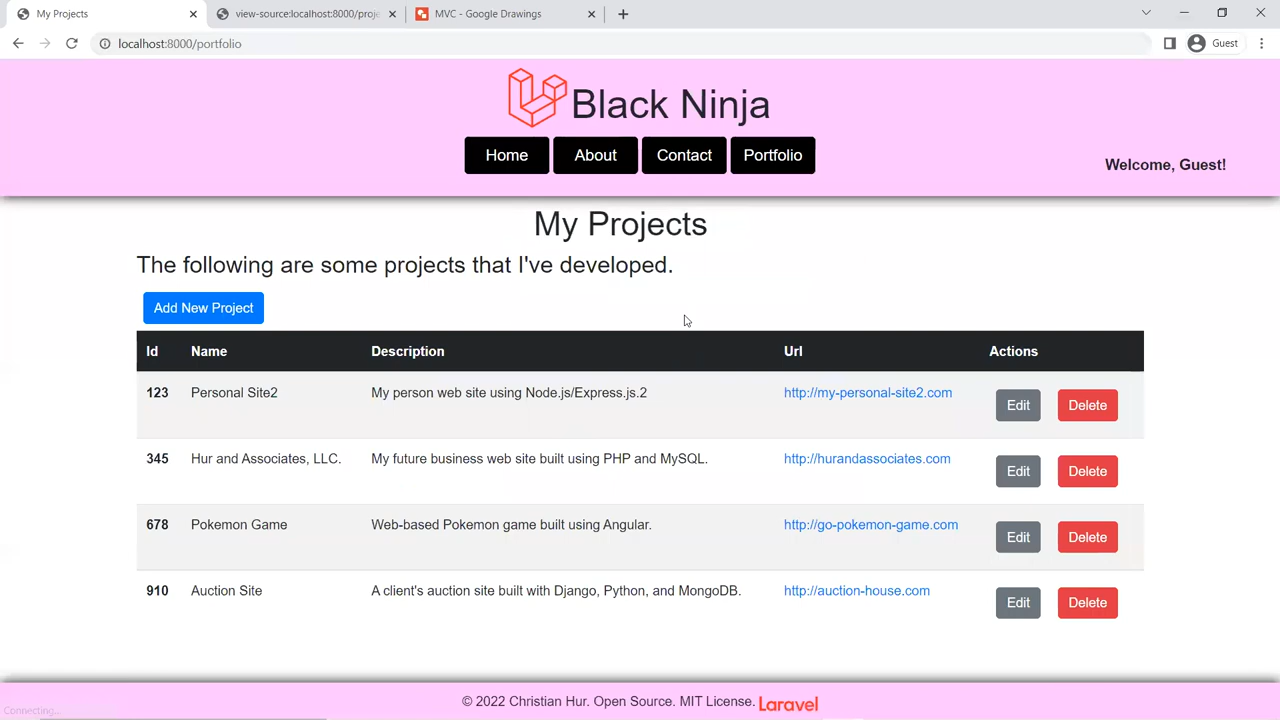 My Projects
view-source:localhost:8000/proje
MVC - Google Drawings
localhost:8000/portfolio
Guest
Black Ninja
Home About Contact Portfolio
Welcome, Guest!
My Projects
The following are some projects that I've developed.
Add New Project
Id Name Description Url Actions
123 Personal Site2 My person web site using Node.js/Express.js.2 http://my-personal-site2.com Edit Delete
345 Hur and Associates, LLC. My future business web site built using PHP and MySQL. http://hurandassociates.com Edit Delete
678 Pokemon Game Web-based Pokemon game built using Angular. http://go-pokemon-game.com Edit Delete
910 Auction Site A client's auction site built with Django, Python, and MongoDB. http://auction-house.com Edit Delete
© 2022 Christian Hur. Open Source. MIT License. Laravel
Connecting...